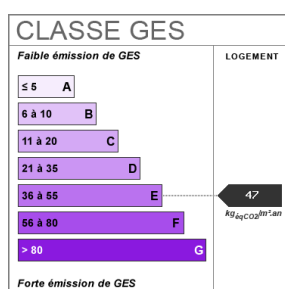 CLASSE GES
Faible émission de GES
LOGEMENT
≤ 5 A
6 à 10 B
11 à 20 C
21 à 35 D
36 à 55 E
47
kgéqCO2/m².an
56 à 80 F
> 80 G
Forte émission de GES